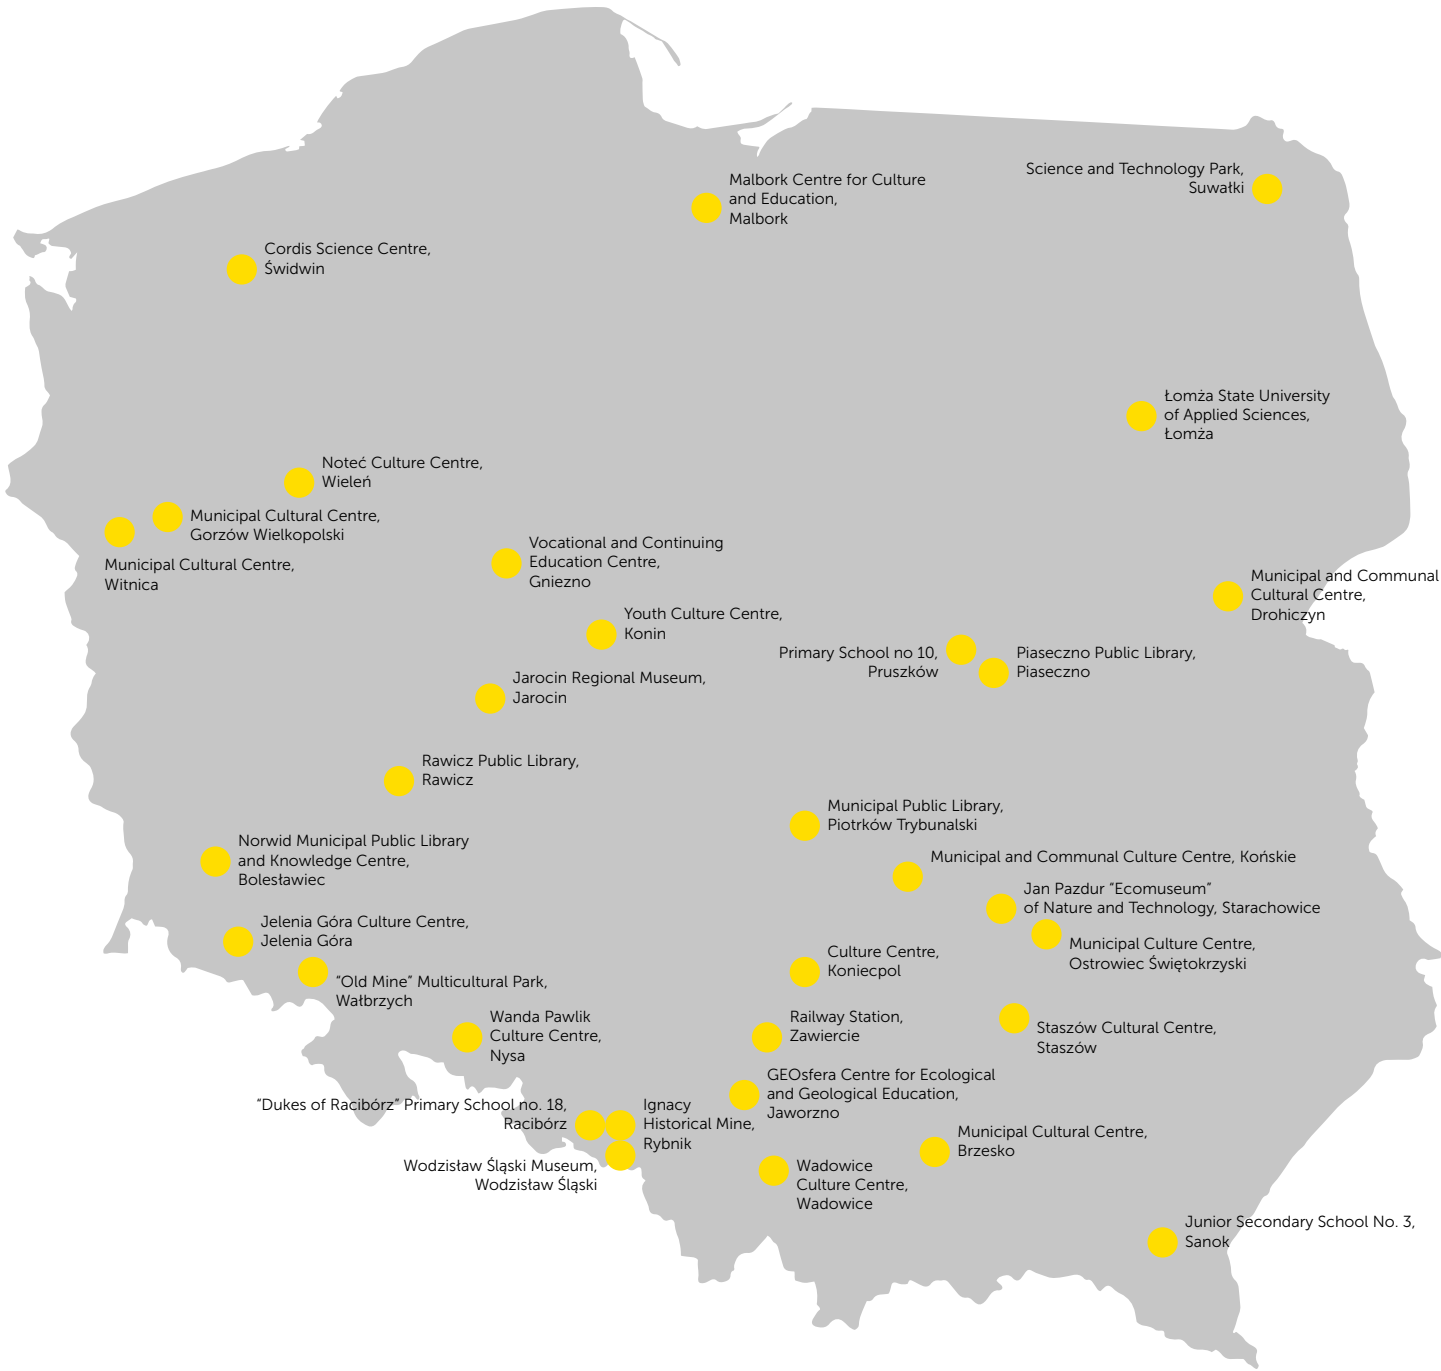 Science and Technology Park,
Suwałki
Malbork Centre for Culture
and Education,
Malbork
Cordis Science Centre,
Świdwin
Łomża State University
of Applied Sciences,
Łomża
Noteć Culture Centre,
Wieleń
Municipal Cultural Centre,
Gorzów Wielkopolski
Municipal Cultural Centre,
Witnica
Vocational and Continuing
Education Centre,
Gniezno
Municipal and Communal
Cultural Centre,
Drohiczyn
Youth Culture Centre,
Konin
Primary School no 10,
Pruszków
Piaseczno Public Library,
Piaseczno
Jarocin Regional Museum,
Jarocin
Rawicz Public Library,
Rawicz
Municipal Public Library,
Piotrków Trybunalski
Norwid Municipal Public Library
and Knowledge Centre,
Bolesławiec
Municipal and Communal Culture Centre, Końskie
Jan Pazdur "Ecomuseum"
of Nature and Technology, Starachowice
Jelenia Góra Culture Centre,
Jelenia Góra
Municipal Culture Centre,
Ostrowiec Świętokrzyski
Culture Centre,
Koniecpol
"Old Mine" Multicultural Park,
Wałbrzych
Wanda Pawlik
Culture Centre,
Nysa
Railway Station,
Zawiercie
Staszów Cultural Centre,
Staszów
GEOsfera Centre for Ecological
and Geological Education,
Jaworzno
"Dukes of Racibórz" Primary School no. 18,
Racibórz
Ignacy
Historical Mine,
Rybnik
Municipal Cultural Centre,
Brzesko
Wodzisław Śląski Museum,
Wodzisław Śląski
Wadowice
Culture Centre,
Wadowice
Junior Secondary School No. 3,
Sanok